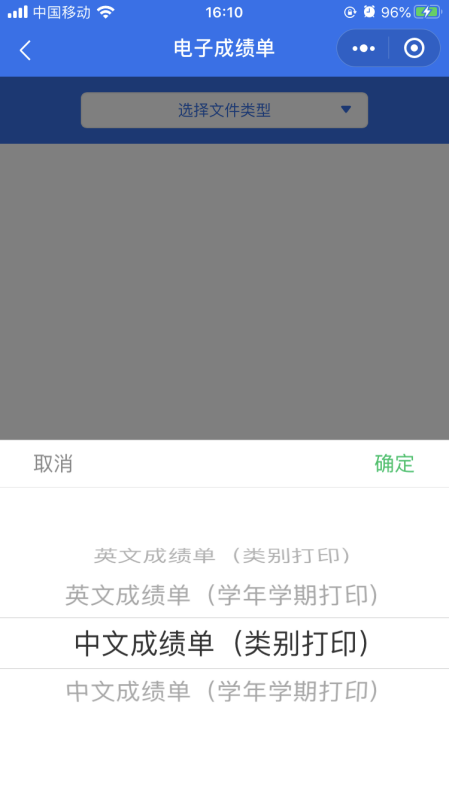 中国移动 16:10 96%
电子成绩单
选择文件类型
取消 确定
英文成绩单（类别打印）
英文成绩单（学年学期打印）
中文成绩单（类别打印）
中文成绩单（学年学期打印）